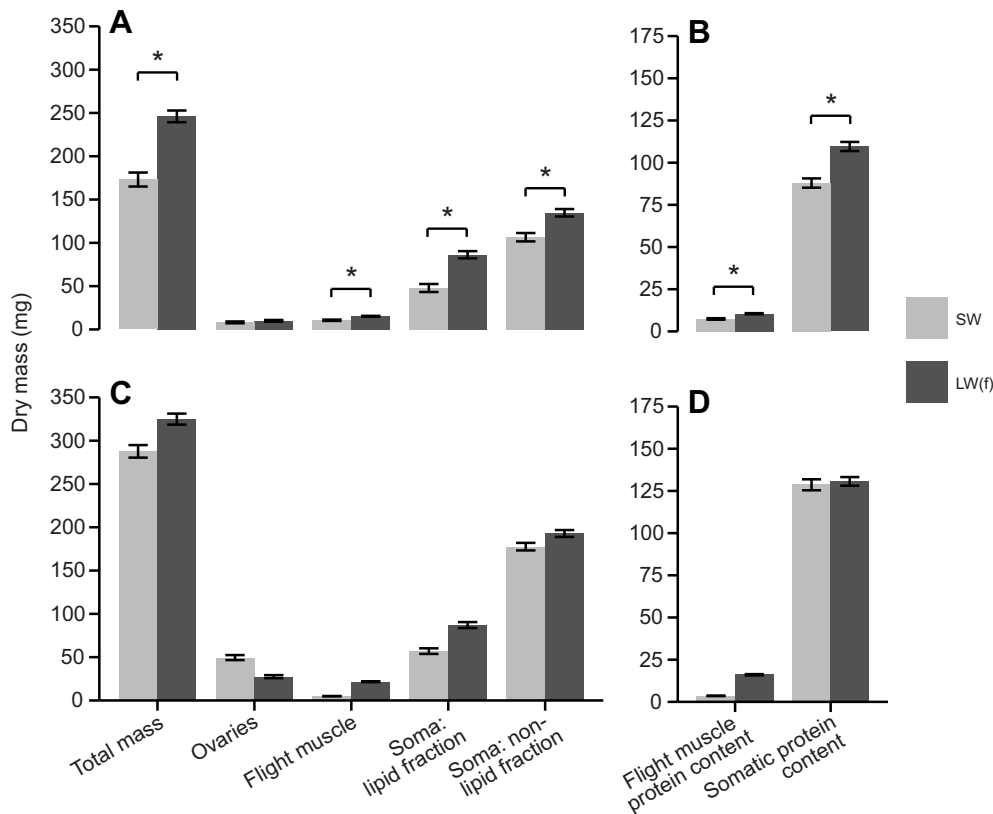 Dry mass (mg)
A
350
300
250
200
150
100
50
0
*
*
*
*
B
175
150
125
100
75
50
25
0
*
*
SW
LW(f)
C
350
300
250
200
150
100
50
0
Total mass
Ovaries
Flight muscle
Soma:
lipid fraction
Soma: non-
lipid fraction
D
175
150
125
100
75
50
25
0
Flight muscle
protein content
Somatic protein
content